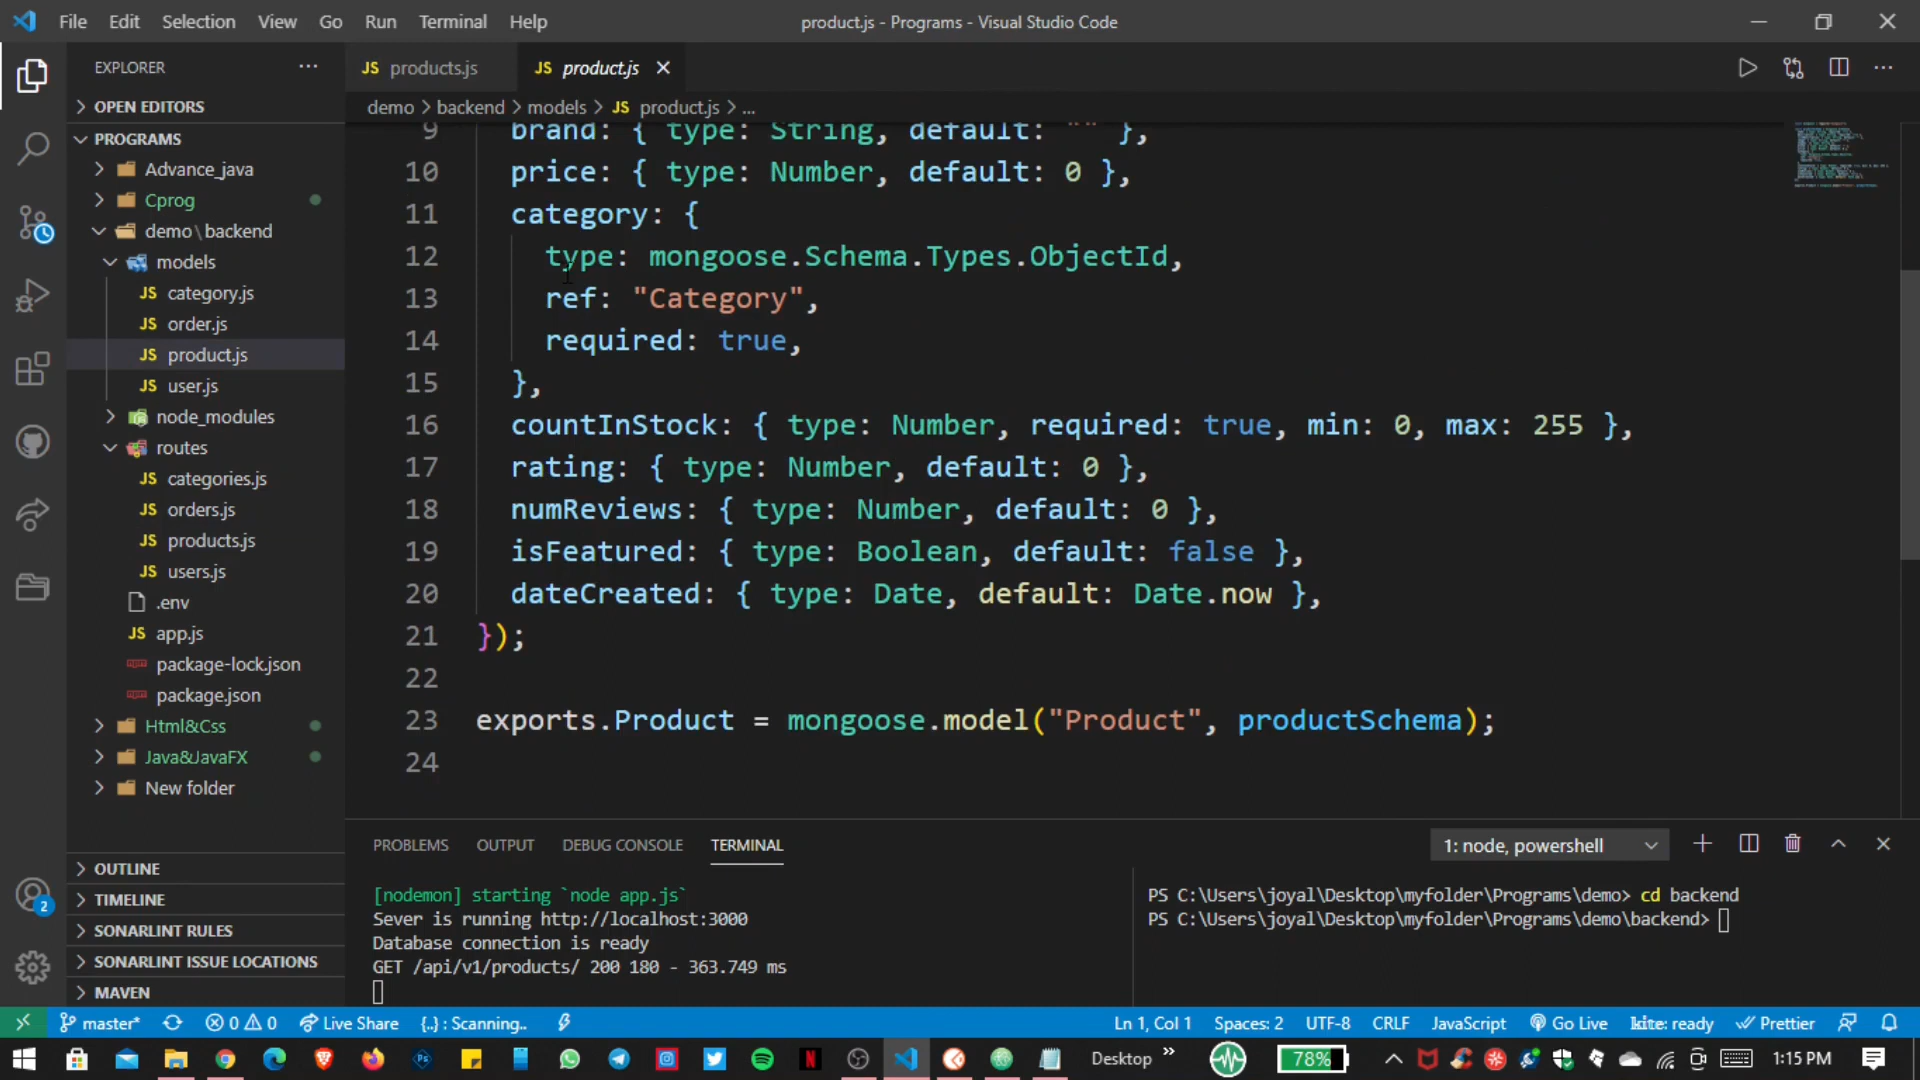 File Edit Selection View Go Run Terminal Help
product.js - Programs - Visual Studio Code
EXPLORER
OPEN EDITORS
PROGRAMS
Advance_java
Cprog
demo\backend
models
category.js
order.js
product.js
user.js
node_modules
routes
categories.js
orders.js
products.js
users.js
.env
app.js
package-lock.json
package.json
Html&Css
Java&JavaFX
New folder
OUTLINE
TIMELINE
SONARLINT RULES
SONARLINT ISSUE LOCATIONS
MAVEN
2
JS products.js JS product.js
demo > backend > models > JS product.js > ...
9 brand: { type: String, default: "" },
10 price: { type: Number, default: 0 },
11 category: {
12 type: mongoose.Schema.Types.ObjectId,
13 ref: "Category",
14 required: true,
15 },
16 countInStock: { type: Number, required: true, min: 0, max: 255 },
17 rating: { type: Number, default: 0 },
18 numReviews: { type: Number, default: 0 },
19 isFeatured: { type: Boolean, default: false },
20 dateCreated: { type: Date, default: Date.now },
21 });
22
23 exports.Product = mongoose.model("Product", productSchema);
24
PROBLEMS OUTPUT DEBUG CONSOLE TERMINAL
1: node, powershell
[nodemon] starting `node app.js`
Sever is running http://localhost:3000
Database connection is ready
GET /api/v1/products/ 200 180 - 363.749 ms
PS C:\Users\joyal\Desktop\myfolder\Programs\demo> cd backend
PS C:\Users\joyal\Desktop\myfolder\Programs\demo\backend>
master* 0 0 Live Share {..} : Scanning.. Ln 1, Col 1 Spaces: 2 UTF-8 CRLF JavaScript Go Live kite: ready Prettier
Desktop 78% 1:15 PM